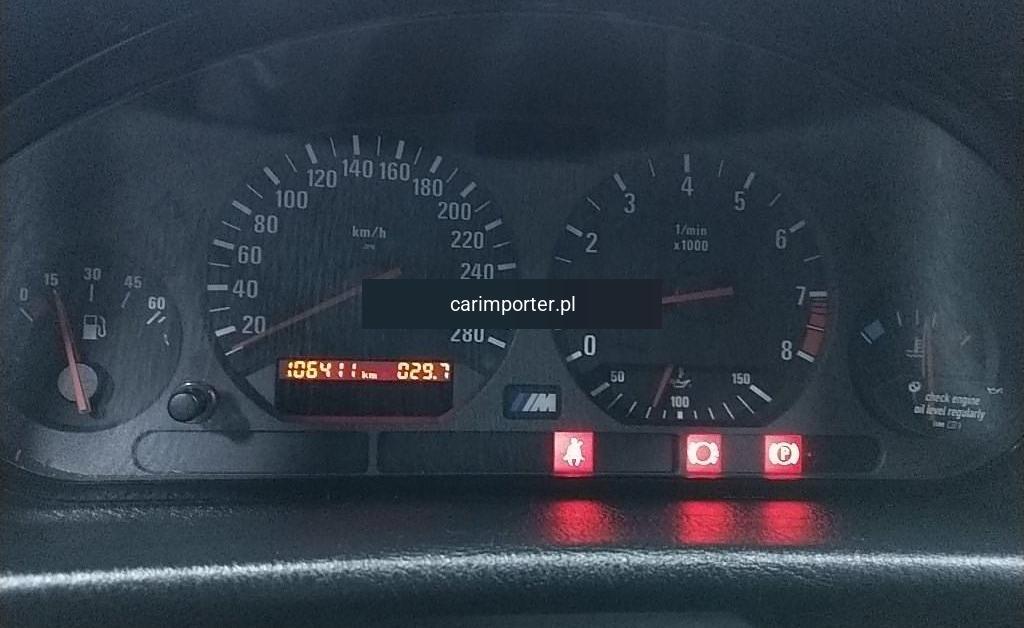 0 15 30 45 60
20 40 60 80 100 120 140 160 180 200 220 240 280
km/h
106411 km 029.7
carimporter.pl
0 2 3 4 5 6 7 8
1/min
x1000
50 100 150
M
P
check engine
oil level regularly